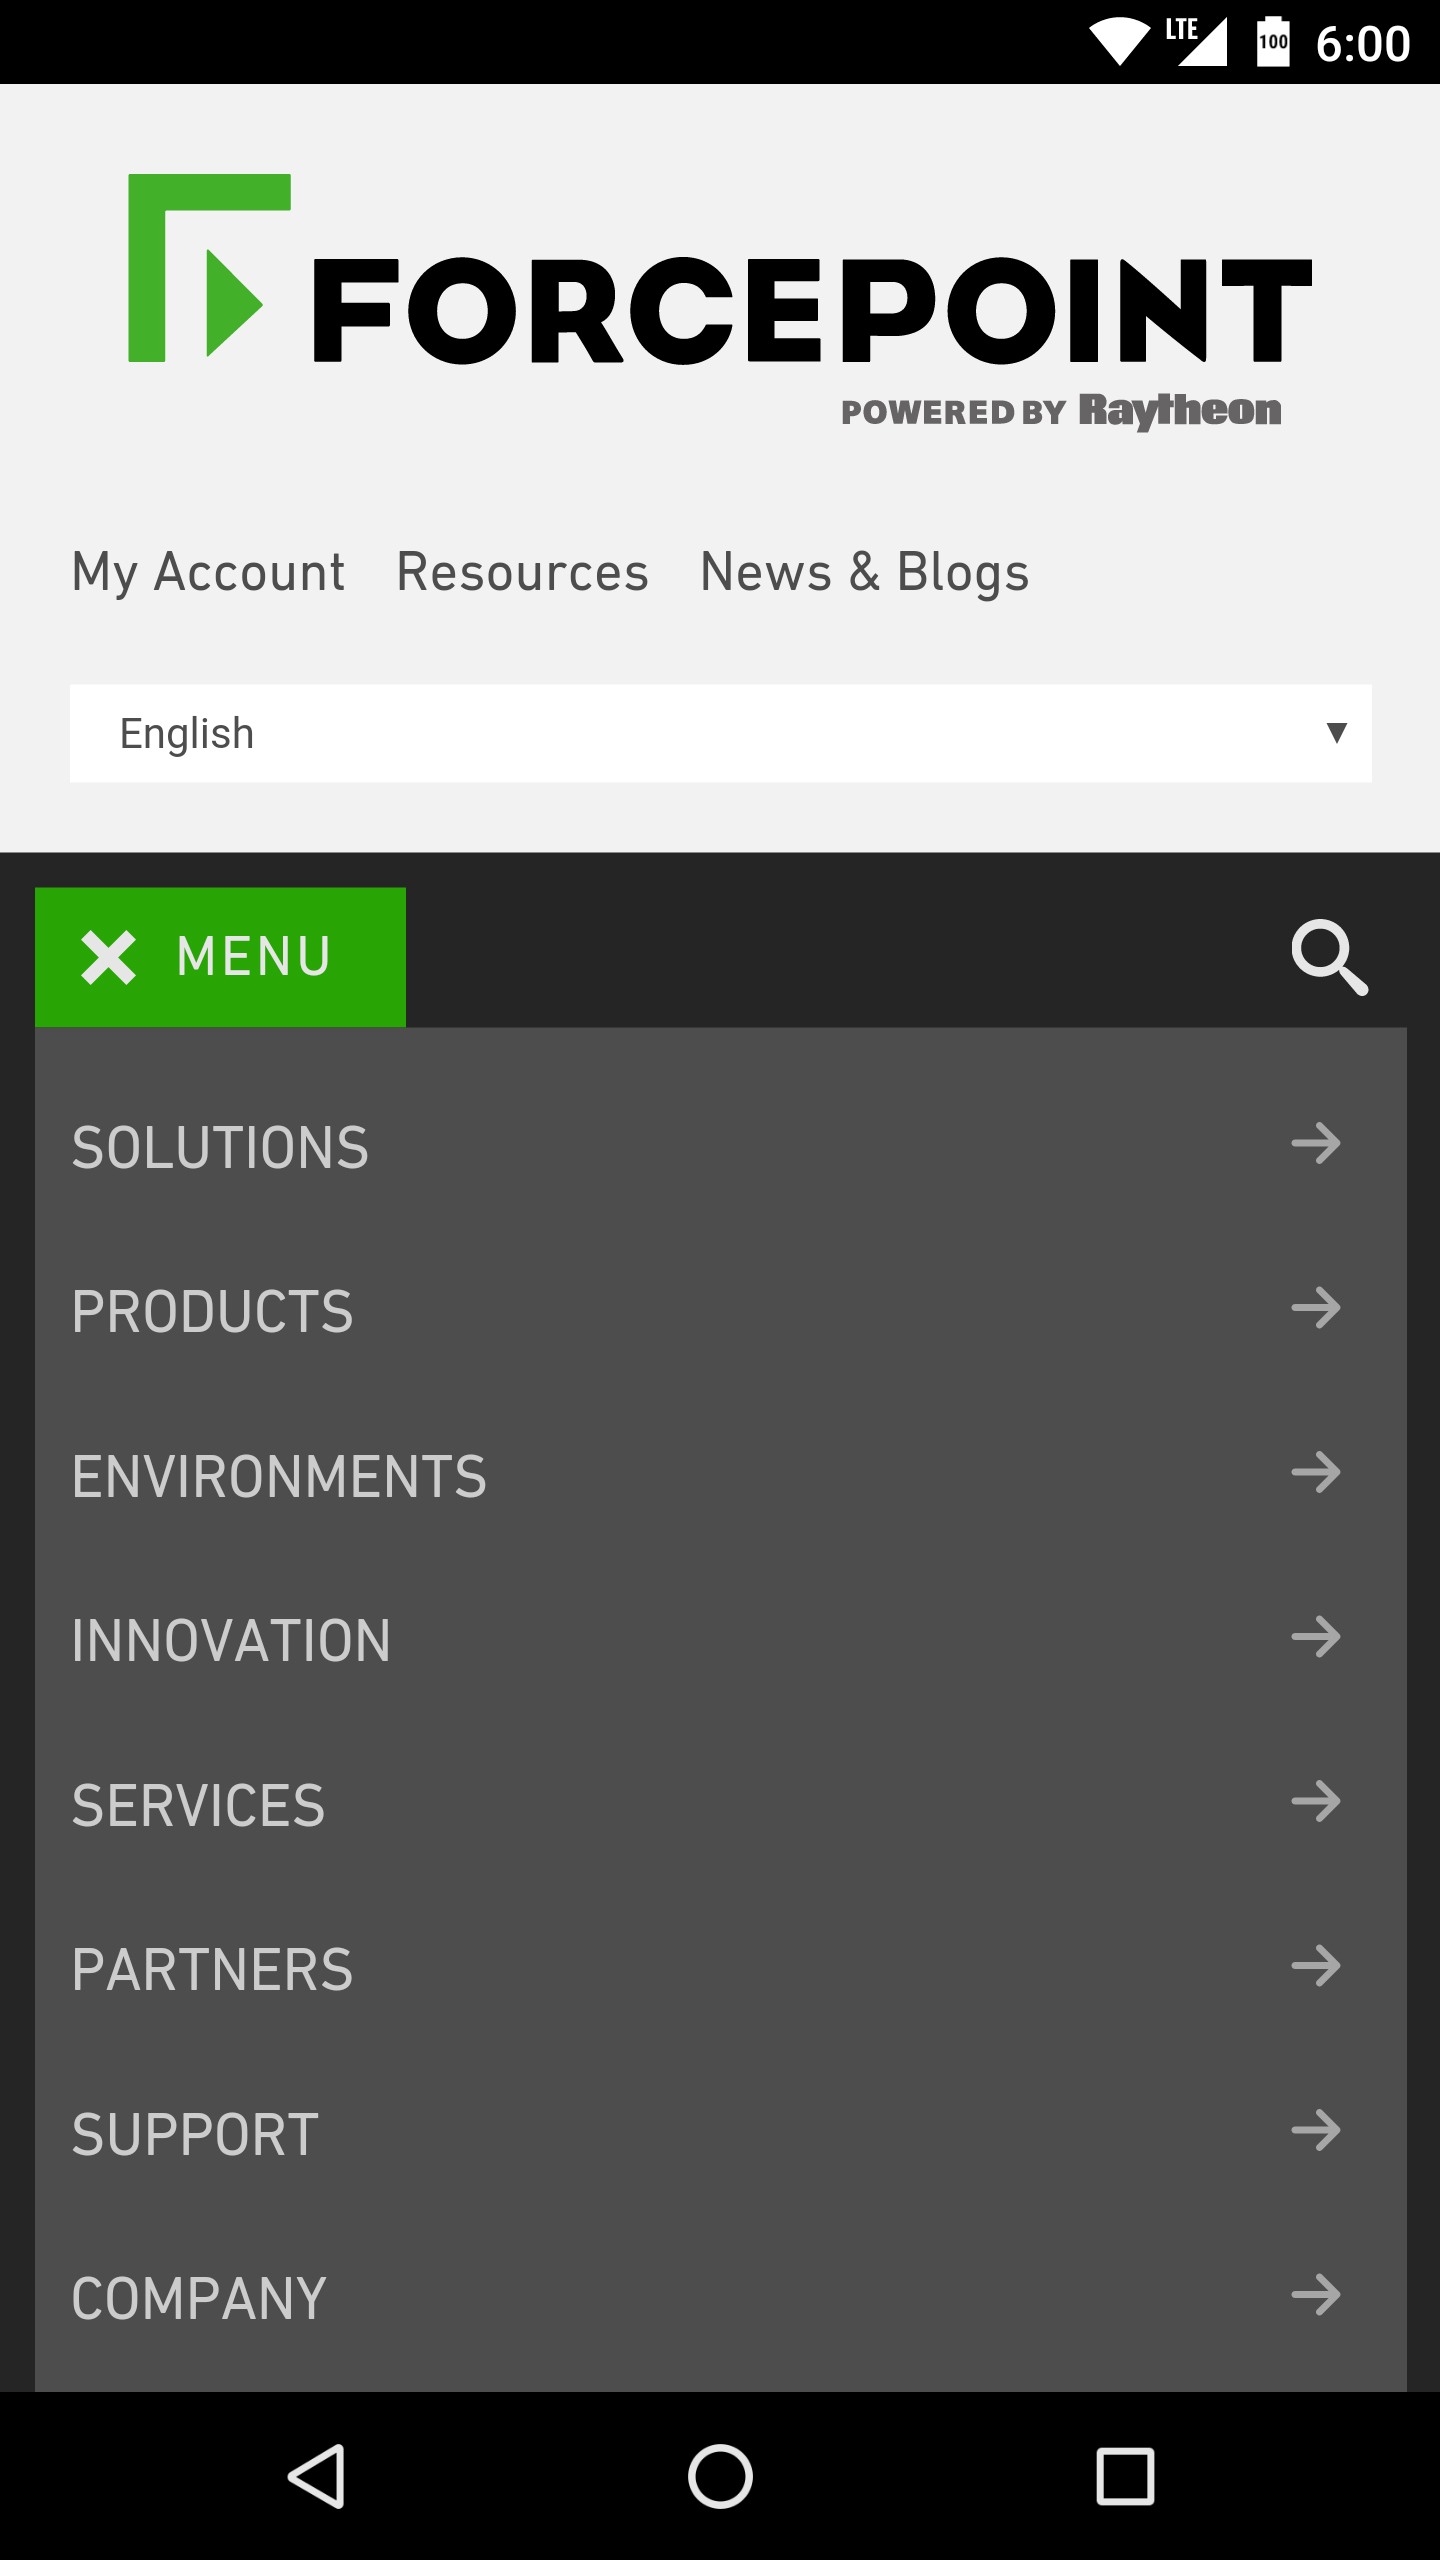 LTE 100 6:00
FORCEPOINT
POWERED BY Raytheon
My Account Resources News & Blogs
English
MENU
SOLUTIONS
PRODUCTS
ENVIRONMENTS
INNOVATION
SERVICES
PARTNERS
SUPPORT
COMPANY